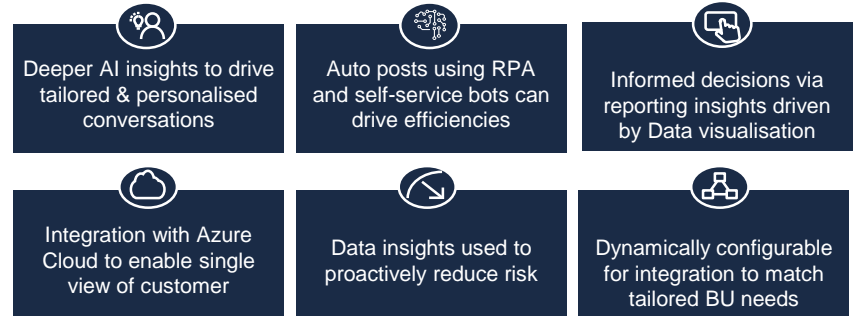 Deeper AI insights to drive
tailored & personalised
conversations
Auto posts using RPA
and self-service bots can
drive efficiencies
Informed decisions via
reporting insights driven
by Data visualisation
Integration with Azure
Cloud to enable single
view of customer
Data insights used to
proactively reduce risk
Dynamically configurable
for integration to match
tailored BU needs